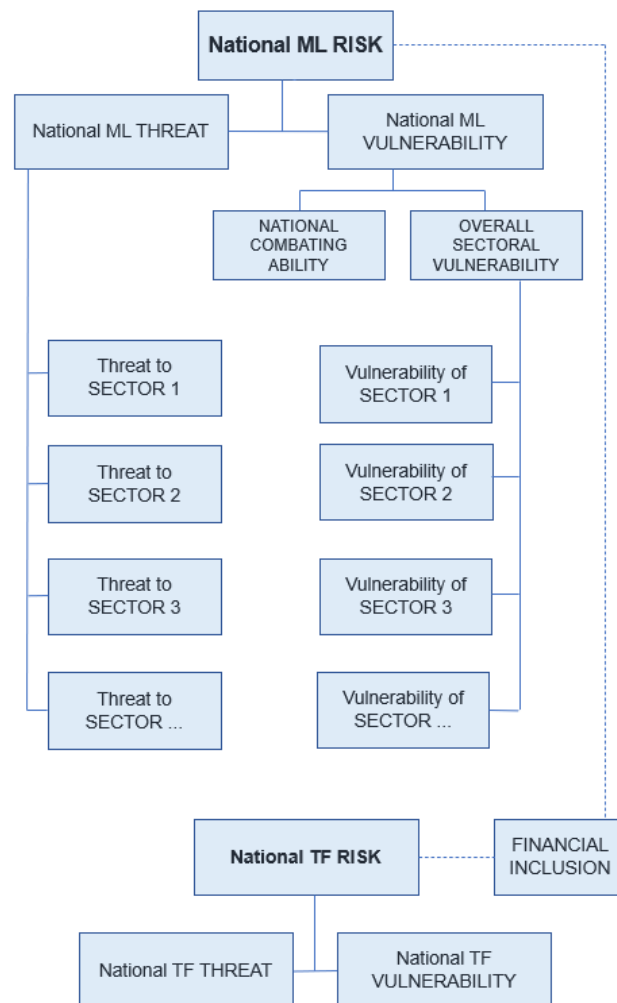 National ML RISK
National ML THREAT
National ML
VULNERABILITY
NATIONAL
COMBATING
ABILITY
OVERALL
SECTORAL
VULNERABILITY
Threat to
SECTOR 1
Vulnerability of
SECTOR 1
Threat to
SECTOR 2
Vulnerability of
SECTOR 2
Threat to
SECTOR 3
Vulnerability of
SECTOR 3
Threat to
SECTOR ...
Vulnerability of
SECTOR ...
National TF RISK
FINANCIAL
INCLUSION
National TF THREAT
National TF
VULNERABILITY